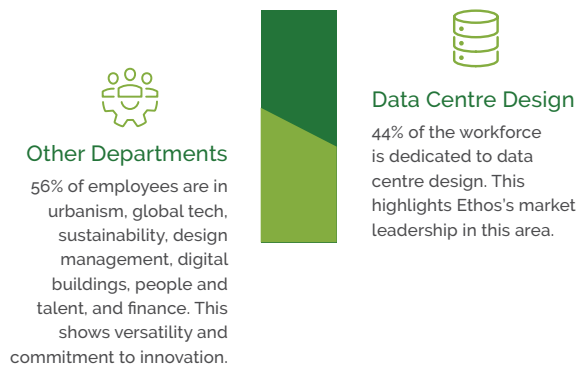 Other Departments
56% of employees are in
urbanism, global tech,
sustainability, design
management, digital
buildings, people and
talent, and finance. This
shows versatility and
commitment to innovation.
Data Centre Design
44% of the workforce
is dedicated to data
centre design. This
highlights Ethos's market
leadership in this area.